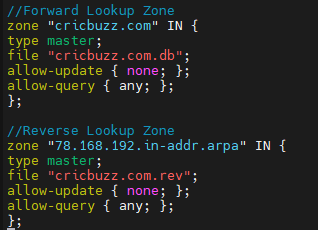 //Forward Lookup Zone
zone "cricbuzz.com" IN {
type master;
file "cricbuzz.com.db";
allow-update { none; };
allow-query { any; };
};

//Reverse Lookup Zone
zone "78.168.192.in-addr.arpa" IN {
type master;
file "cricbuzz.com.rev";
allow-update { none; };
allow-query { any; };
};